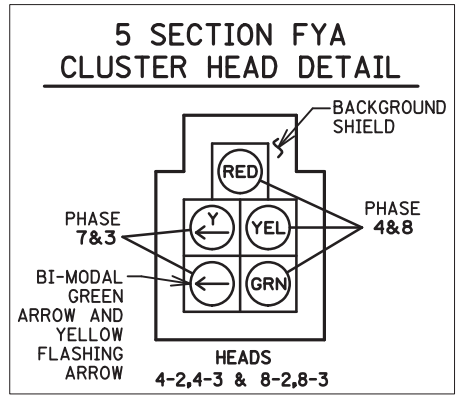 5 SECTION FYA
CLUSTER HEAD DETAIL
BACKGROUND
SHIELD
RED
PHASE
7&3
Y
YEL
PHASE
4&8
BI-MODAL
GREEN
ARROW AND
YELLOW
FLASHING
ARROW
GRN
HEADS
4-2,4-3 & 8-2,8-3